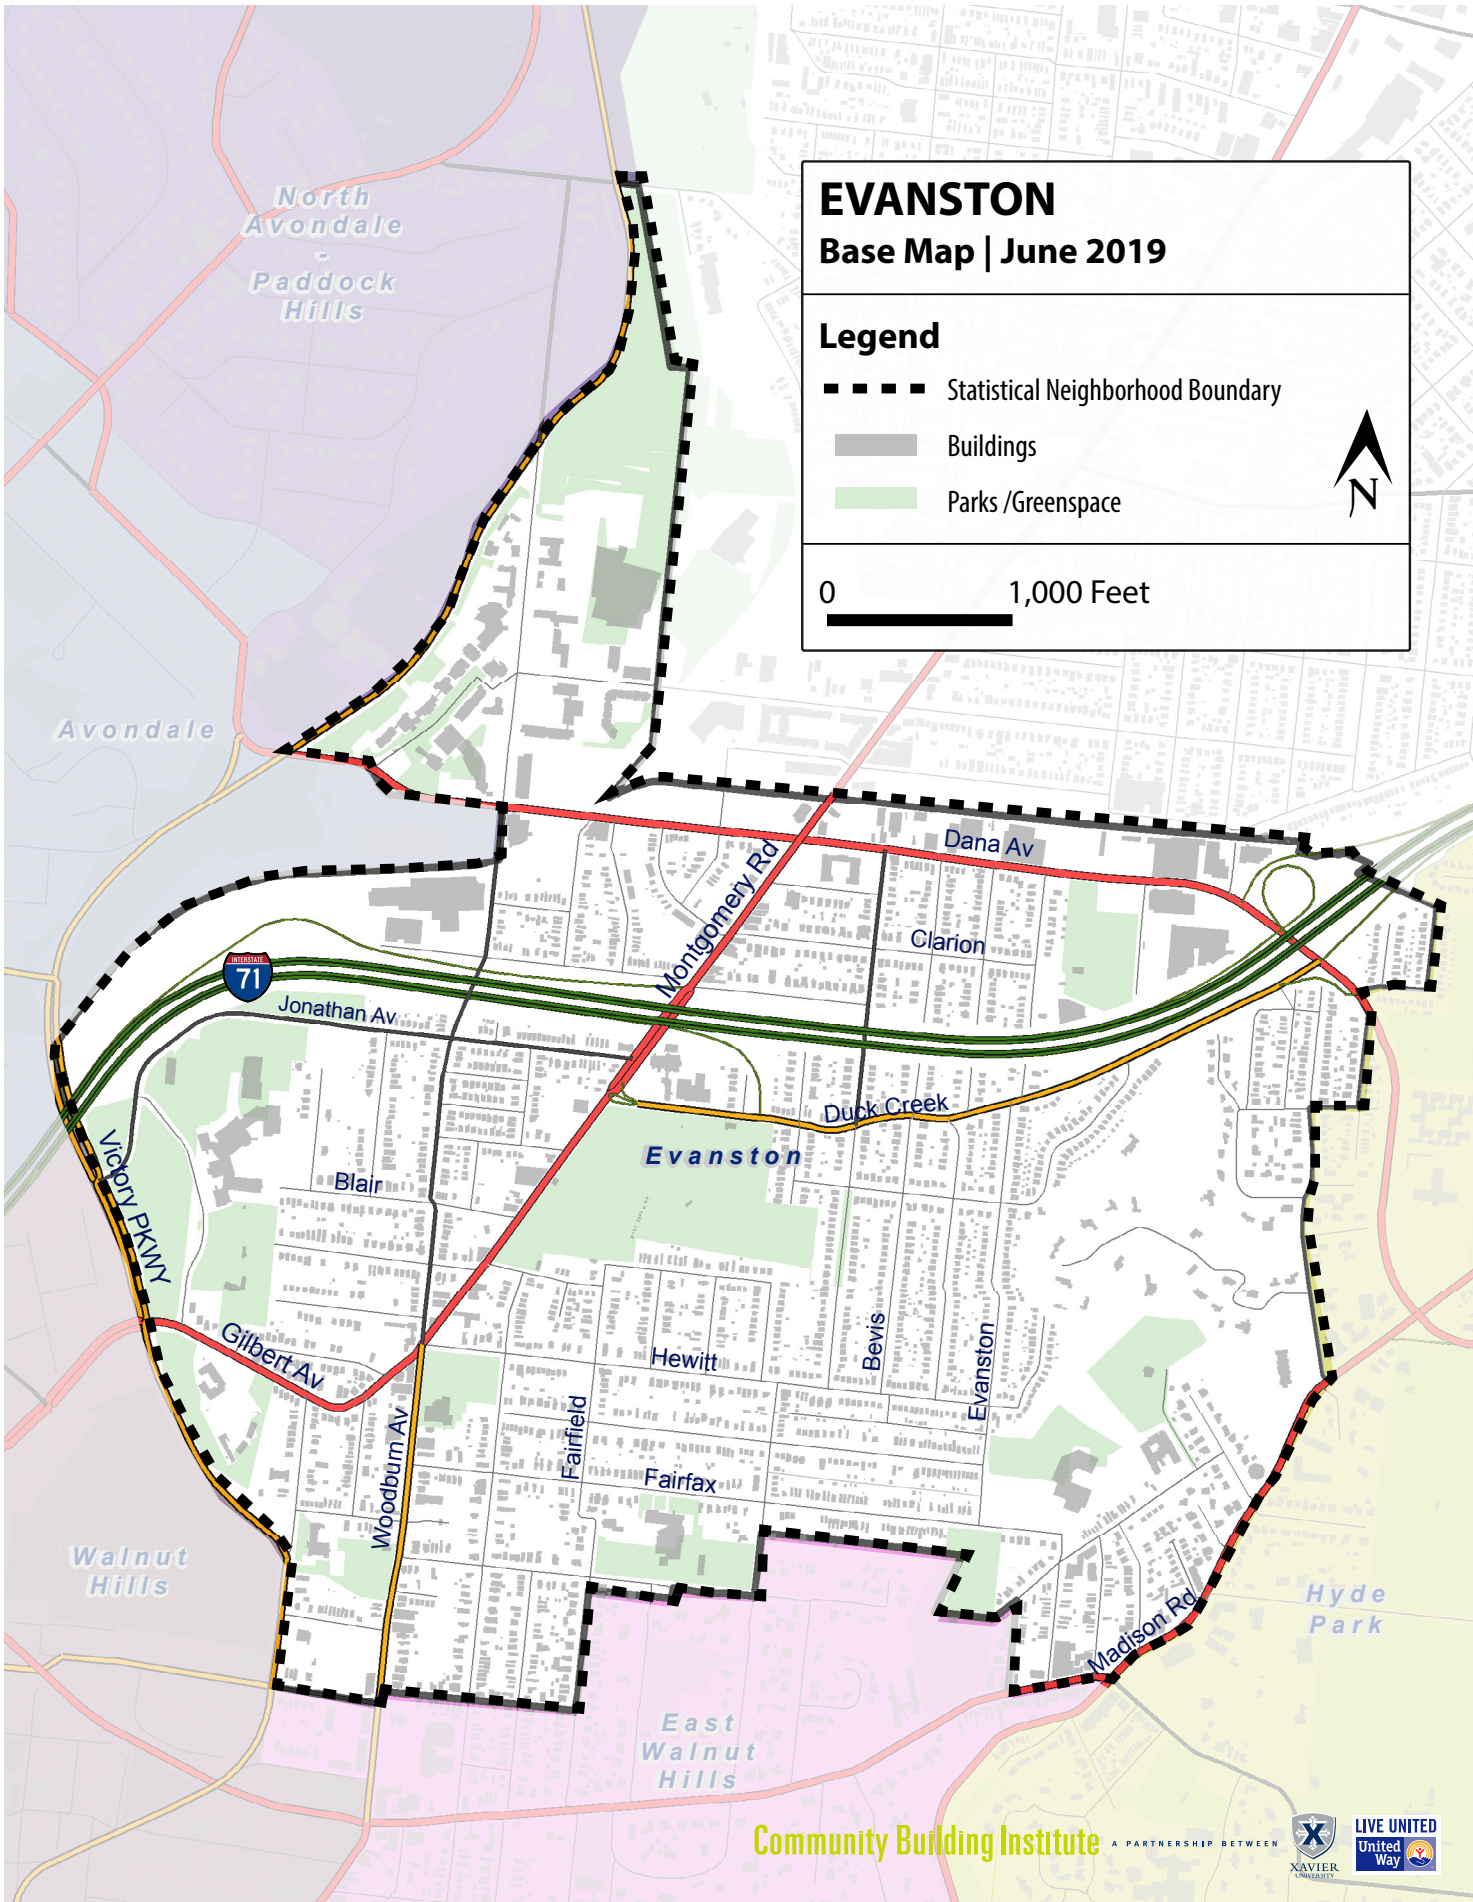 EVANSTON
Base Map | June 2019
Legend
Statistical Neighborhood Boundary
Buildings
Parks /Greenspace
N
0
1,000 Feet
North
Avondale
-
Paddock
Hills
Avondale
Dana Av
Montgomery Rd
Clarion
INTERSTATE
71
Jonathan Av
Duck Creek
Evanston
Victory PKWY
Blair
Gilbert Av
Hewitt
Bevis
Evanston
Fairfield
Woodburn Av
Fairfax
Walnut
Hills
Hyde
Park
Madison Rd
East
Walnut
Hills
Community Building Institute
A PARTNERSHIP BETWEEN
X
XAVIER
UNIVERSITY
LIVE UNITED
United
Way